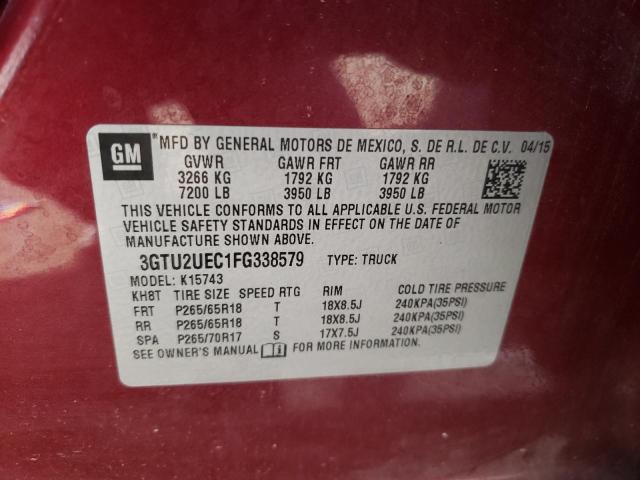 GM
*MFD BY GENERAL MOTORS DE MEXICO, S. DE R.L. DE C.V. 04/15
GVWR GAWR FRT GAWR RR
3266 KG 1792 KG 1792 KG
7200 LB 3950 LB 3950 LB
THIS VEHICLE CONFORMS TO ALL APPLICABLE U.S. FEDERAL MOTOR
VEHICLE SAFETY STANDARDS IN EFFECT ON THE DATE OF
MANUFACTURE SHOWN ABOVE.
3GTU2UEC1FG338579 TYPE: TRUCK
MODEL: K15743
KH8T TIRE SIZE SPEED RTG RIM COLD TIRE PRESSURE
FRT P265/65R18 T 18X8.5J 240KPA(35PSI)
RR P265/65R18 T 18X8.5J 240KPA(35PSI)
SPA P265/70R17 S 17X7.5J 240KPA(35PSI)
SEE OWNER'S MANUAL FOR MORE INFORMATION.